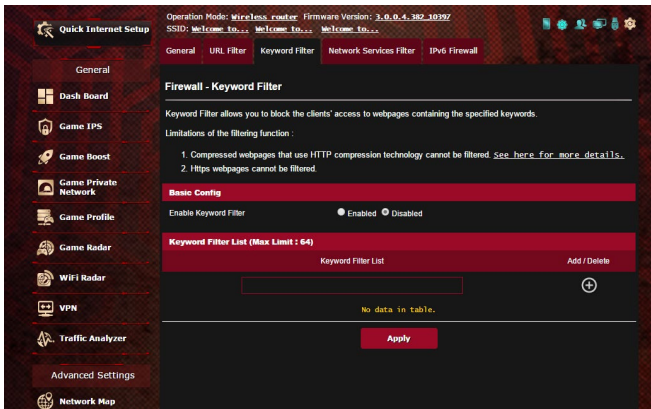 Quick Internet Setup
General
Dash Board
Game IPS
Game Boost
Game Private
Network
Game Profile
Game Radar
WiFi Radar
VPN
Traffic Analyzer
Advanced Settings
Network Map
Operation Mode: Wireless router Firmware Version: 3.0.0.4.382_10397
SSID: Welcome to... Welcome to... Welcome to...
General URL Filter Keyword Filter Network Services Filter IPv6 Firewall
Firewall - Keyword Filter
Keyword Filter allows you to block the clients' access to webpages containing the specified keywords.
Limitations of the filtering function :
1. Compressed webpages that use HTTP compression technology cannot be filtered. See here for more details.
2. Https webpages cannot be filtered.
Basic Config
Enable Keyword Filter Enabled Disabled
Keyword Filter List (Max Limit : 64)
Keyword Filter List Add / Delete
No data in table.
Apply